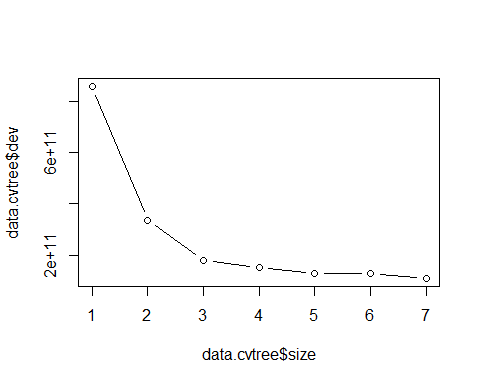 data.cvtree$dev
6e+11
2e+11
1 2 3 4 5 6 7
data.cvtree$size